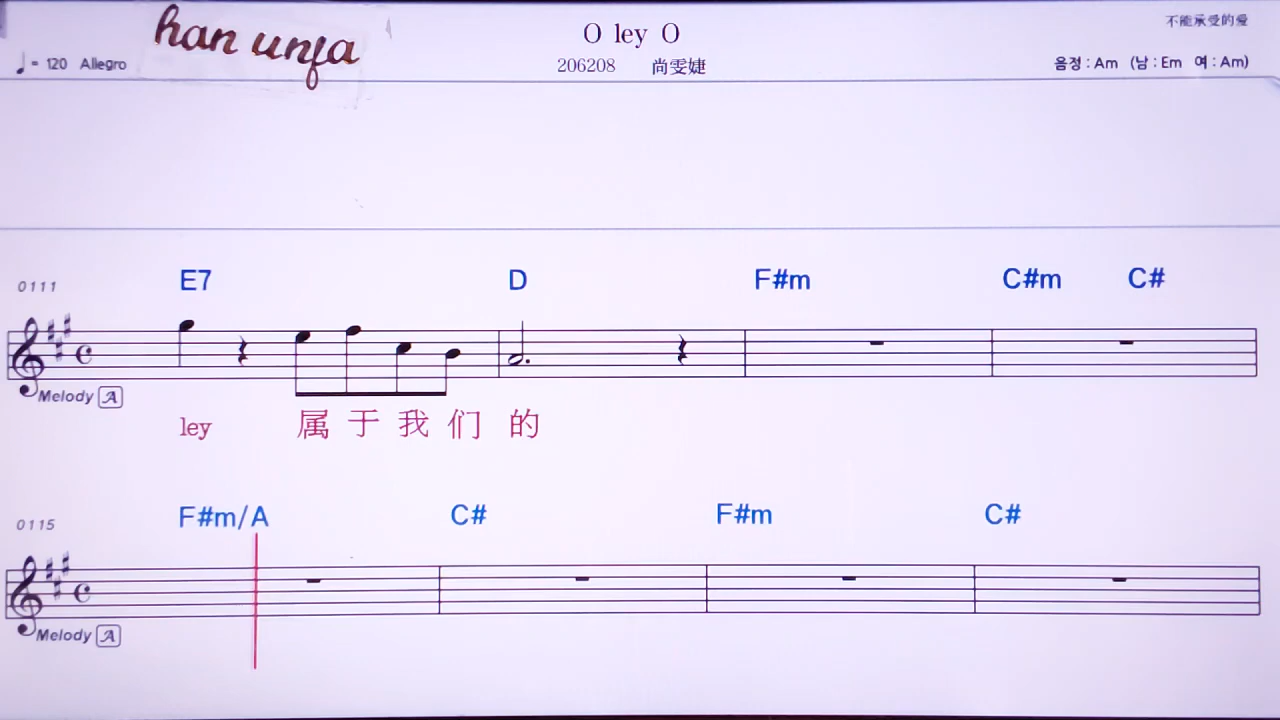 han unfa
O ley O
不能承受的爱
♩= 120 Allegro
206208 尚雯婕
음정 : Am (남 : Em 여 : Am)
0111
E7 D F#m C#m C#
Melody A
ley 属 于 我 们 的
0115
F#m/A C# F#m C#
Melody A